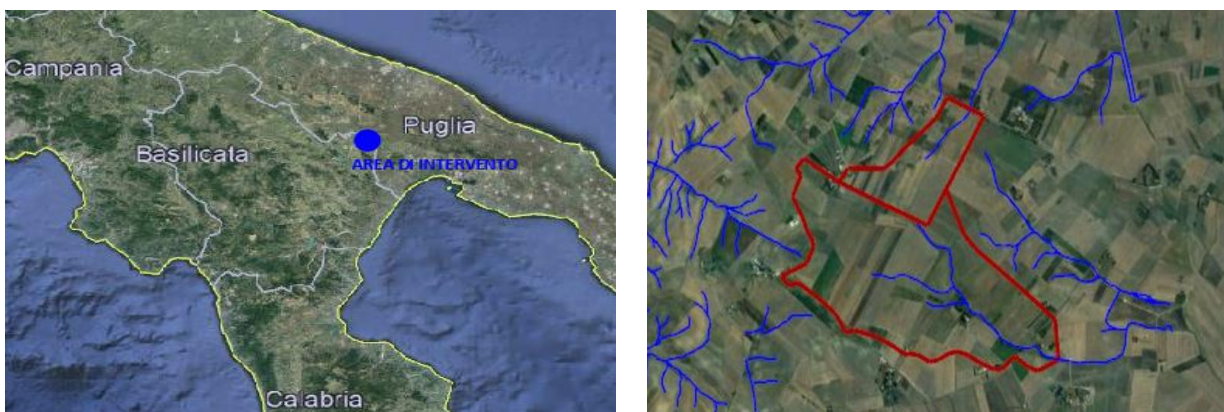 Campania
Puglia
Basilicata
AREA DI INTERVENTO
Calabria